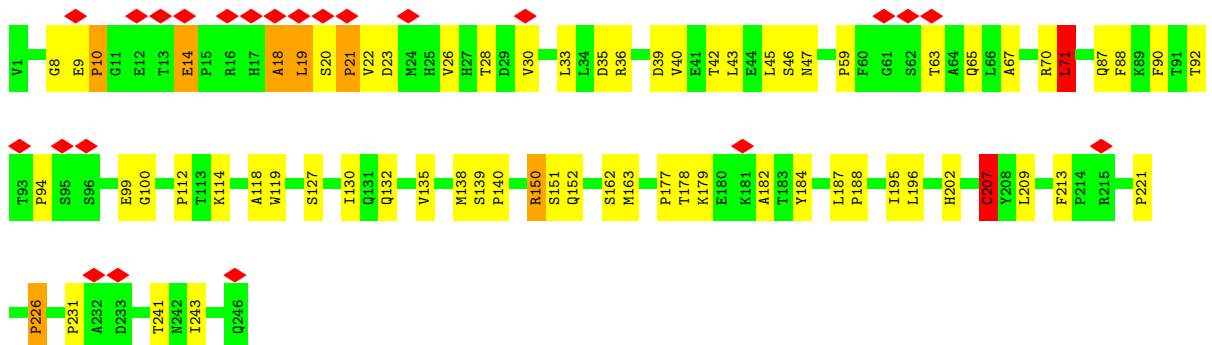 V1 G8 E9 P10 G11 E12 T13 E14 P15 R16 H17 A18 L19 S20 P21 V22 D23 M24 H25 V26 H27 T28 D29 V30 L33 L34 D35 R36 D39 V40 E41 T42 L43 E44 L45 S46 N47 P59 F60 G61 S62 T63 A64 Q65 L66 A67 R70 L71 Q87 F88 K89 F90 T91 T92
T93 P94 S95 S96 E99 G100 P112 T113 K114 A118 W119 S127 I130 Q131 Q132 V135 M138 S139 P140 R150 S151 Q152 S162 M163 P177 T178 K179 E180 K181 A182 T183 Y184 L187 P188 I195 L196 H202 C207 Y208 L209 F213 P214 R215 P221
P226 P231 A232 D233 T241 N242 I243 Q246